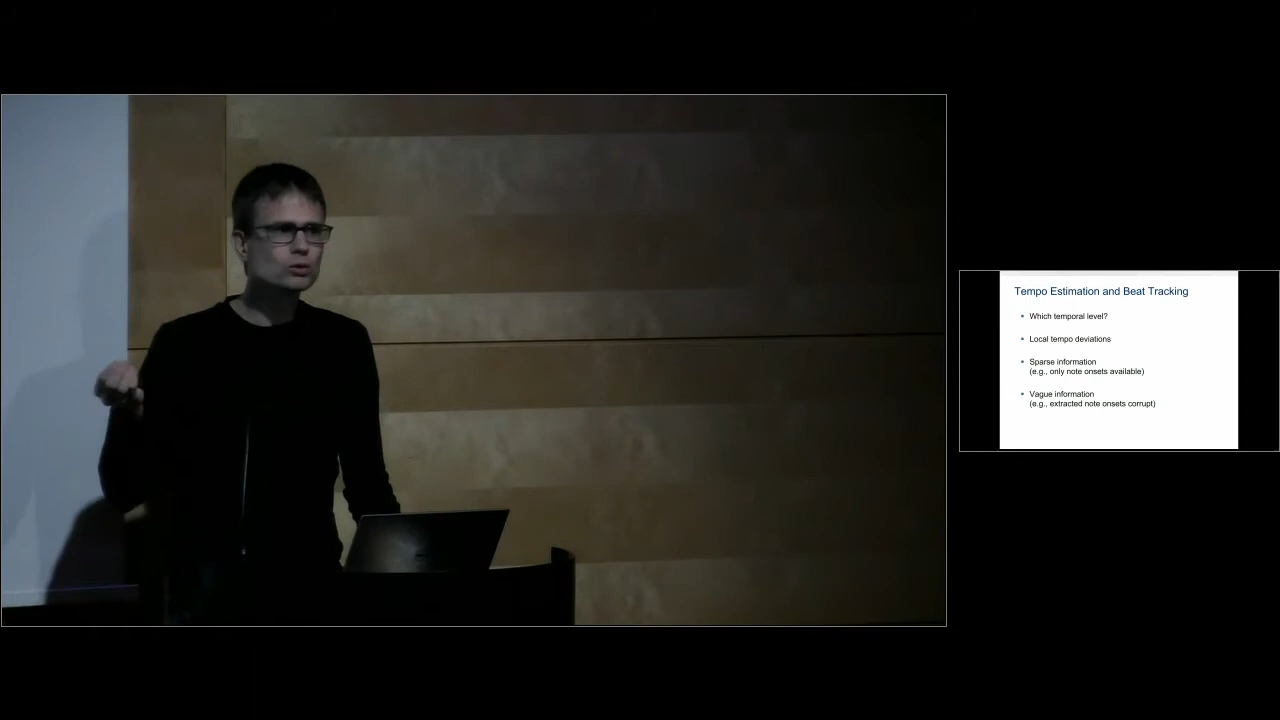 Tempo Estimation and Beat Tracking
Which temporal level?
Local tempo deviations
Sparse information
(e.g., only note onsets available)
Vague information
(e.g., extracted note onsets corrupt)